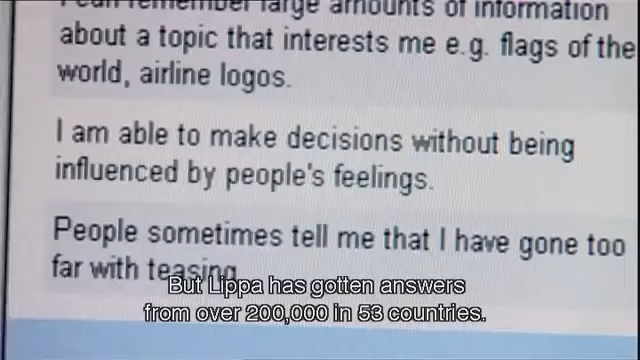 I can remember large amounts of information
about a topic that interests me e.g. flags of the
world, airline logos.
I am able to make decisions without being
influenced by people's feelings.
People sometimes tell me that I have gone too
far with teasing
But Lippa has gotten answers
from over 200,000 in 53 countries.